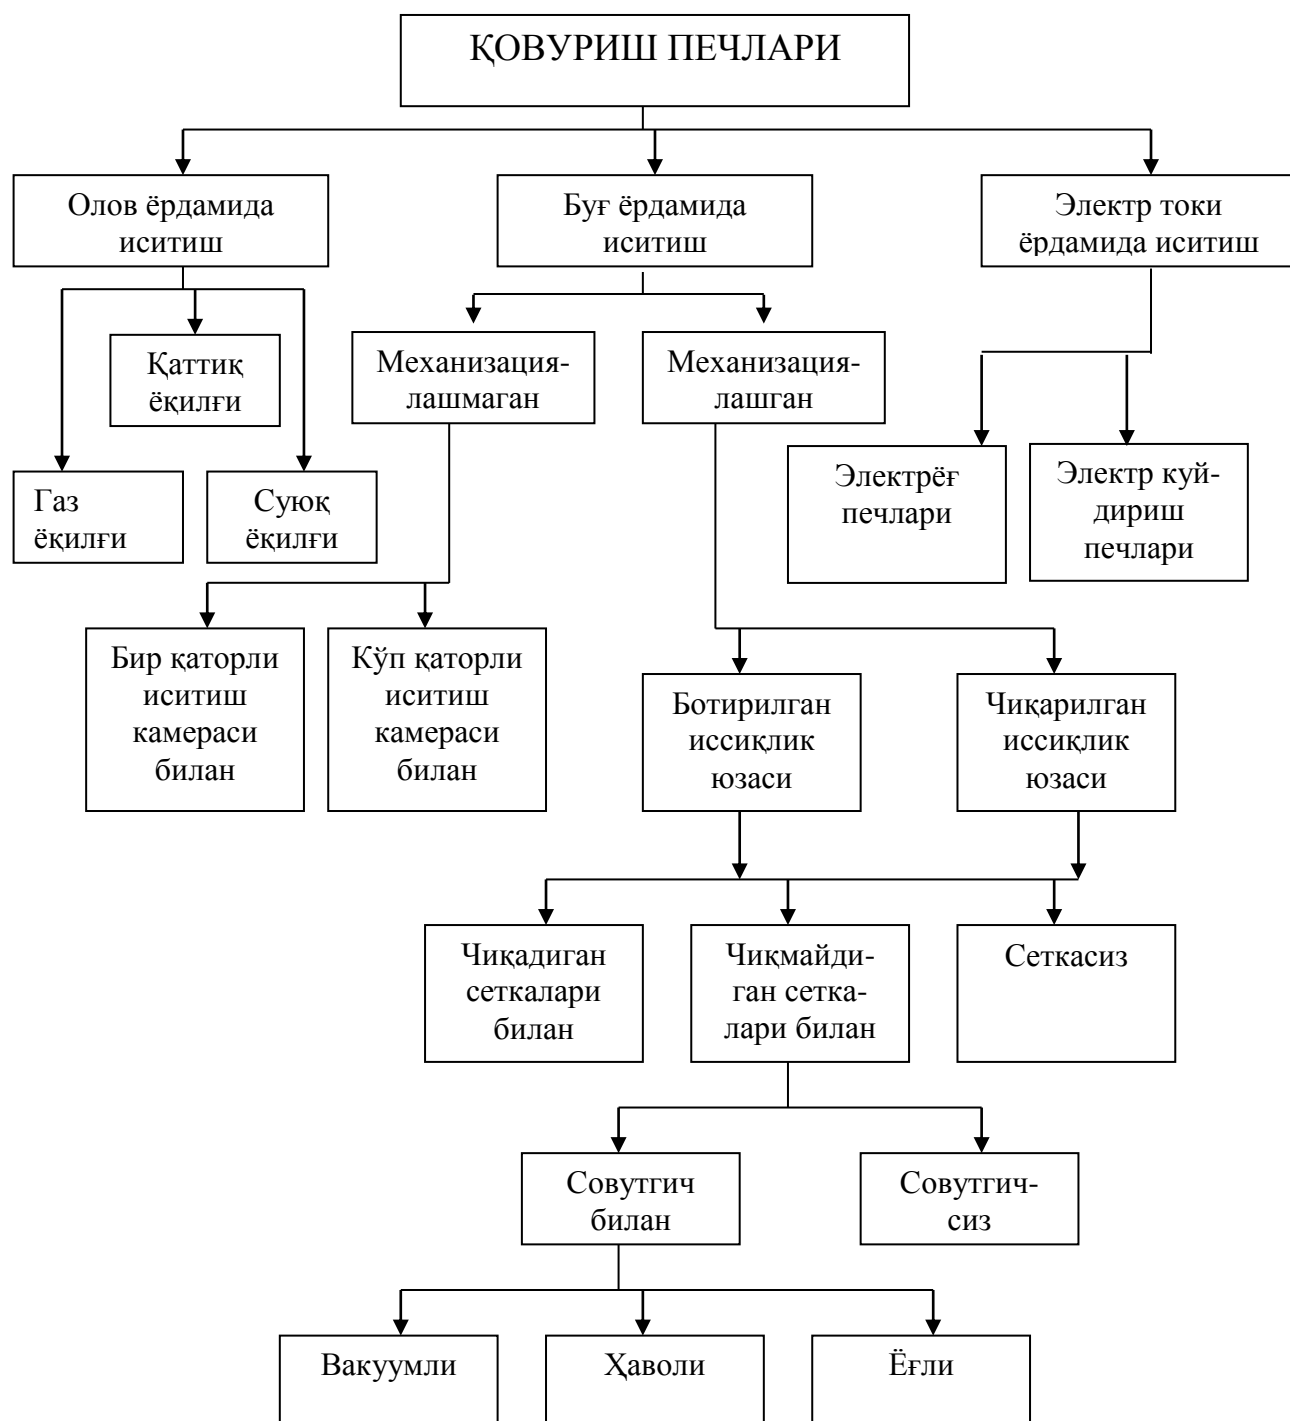 ҚОВУРИШ ПЕЧЛАРИ
Олов ёрдамида
иситиш
Буғ ёрдамида
иситиш
Электр токи
ёрдамида иситиш
Қаттиқ
ёқилғи
Механизация-
лашмаган
Механизация-
лашган
Газ
ёқилғи
Суюқ
ёқилғи
Электрёғ
печлари
Электр куй-
дириш
печлари
Бир қаторли
иситиш
камераси
билан
Кўп қаторли
иситиш
камераси
билан
Ботирилган
иссиқлик
юзаси
Чиқарилган
иссиқлик
юзаси
Чиқадиган
сеткалари
билан
Чиқмайди-
ган сетка-
лари билан
Сеткасиз
Совутгич
билан
Совутгич-
сиз
Вакуумли
Ҳаволи
Ёғли